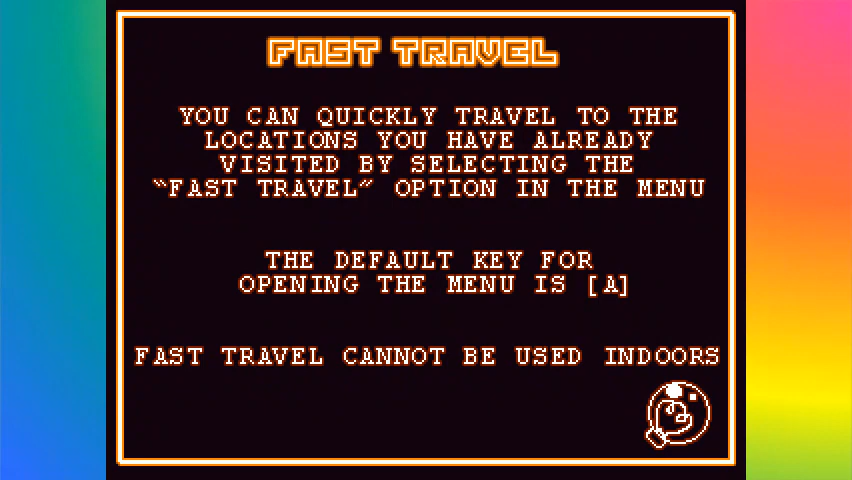 FAST TRAVEL
YOU CAN QUICKLY TRAVEL TO THE
LOCATIONS YOU HAVE ALREADY
VISITED BY SELECTING THE
“FAST TRAVEL” OPTION IN THE MENU
THE DEFAULT KEY FOR
OPENING THE MENU IS [A]
FAST TRAVEL CANNOT BE USED INDOORS